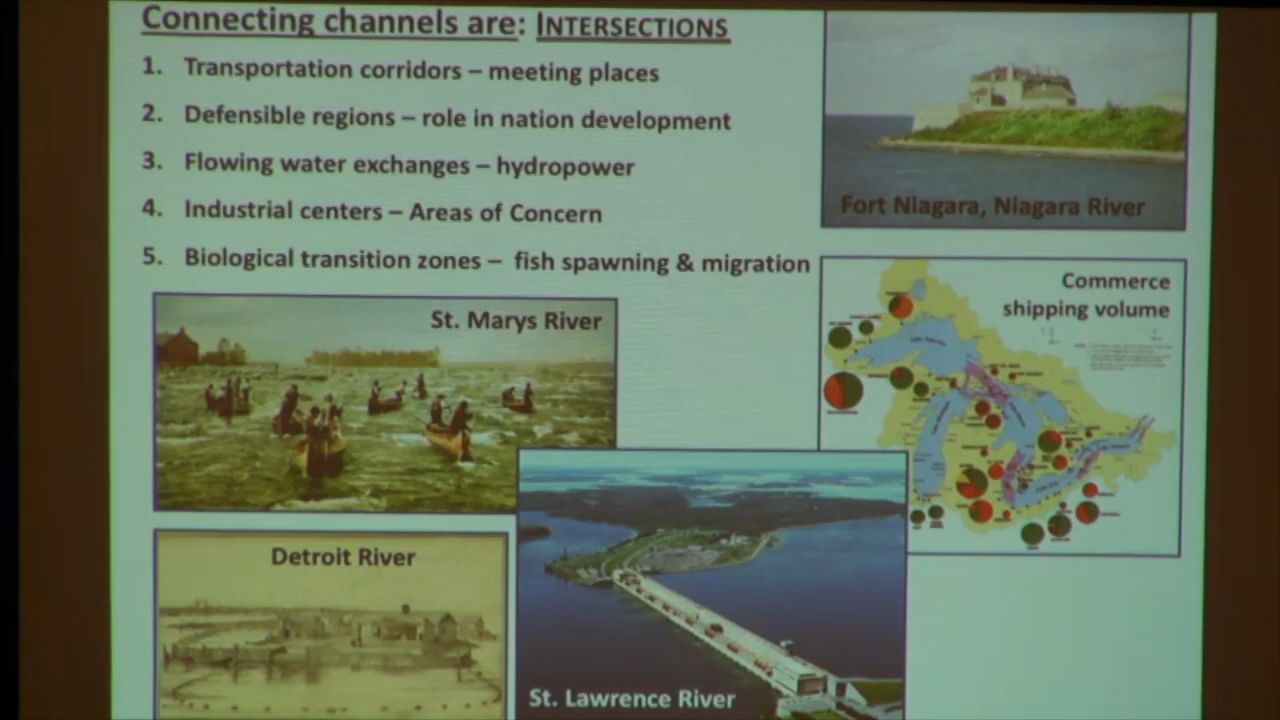 Connecting channels are: INTERSECTIONS
1. Transportation corridors – meeting places
2. Defensible regions – role in nation development
3. Flowing water exchanges – hydropower
4. Industrial centers – Areas of Concern
5. Biological transition zones – fish spawning & migration
Fort Niagara, Niagara River
Commerce
shipping volume
St. Marys River
Detroit River
St. Lawrence River